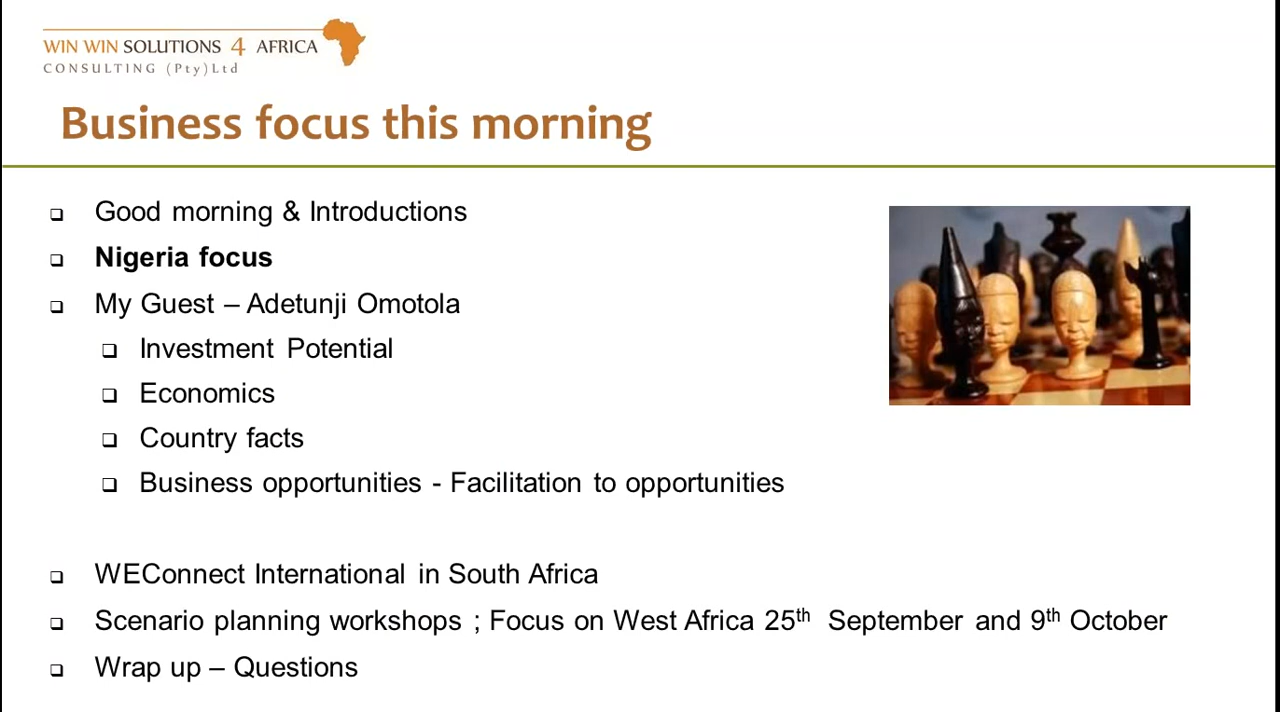 WIN WIN SOLUTIONS 4 AFRICA
CONSULTING (Pty)Ltd
Business focus this morning
Good morning & Introductions
Nigeria focus
My Guest – Adetunji Omotola
Investment Potential
Economics
Country facts
Business opportunities - Facilitation to opportunities
WEConnect International in South Africa
Scenario planning workshops ; Focus on West Africa 25th September and 9th October
Wrap up – Questions